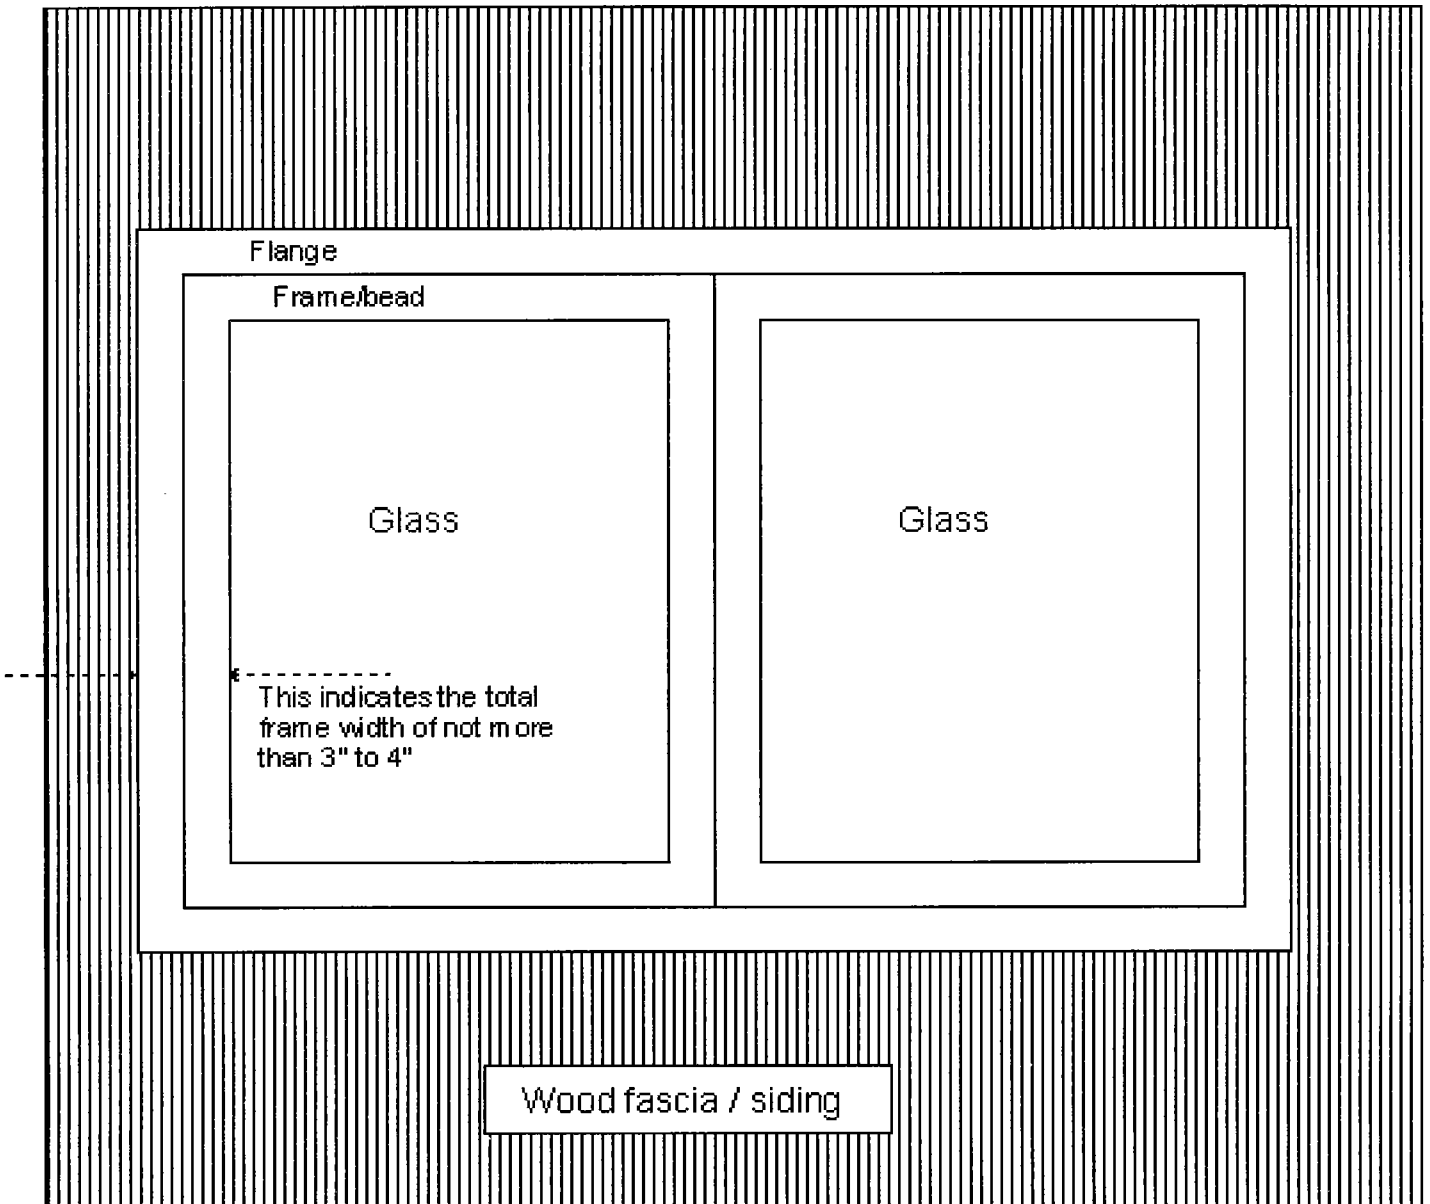 Flange
Frame/bead
Glass
Glass
This indicates the total
frame width of not more
than 3" to 4"
Wood fascia / siding